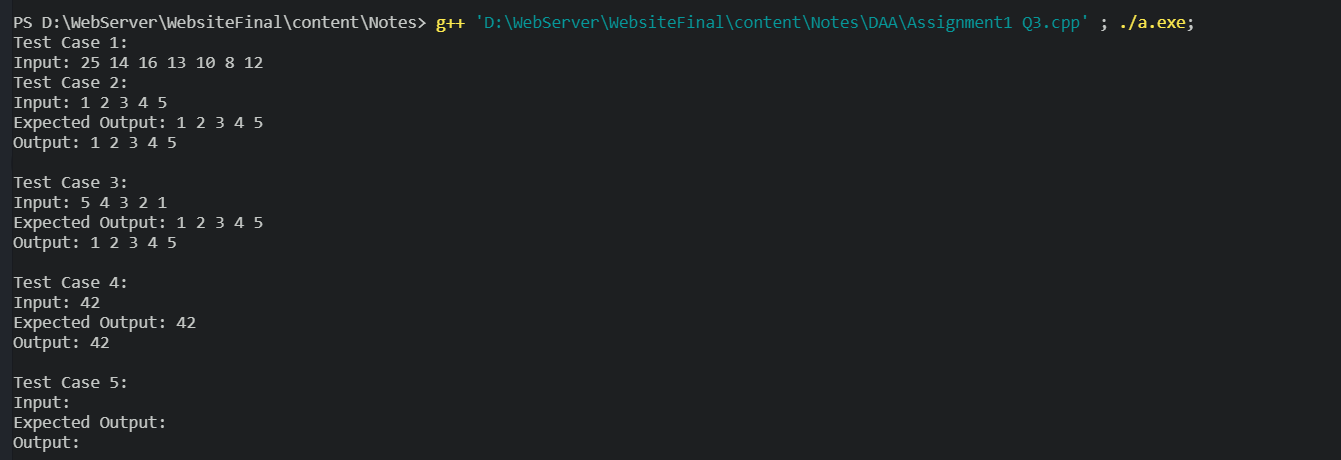 PS D:\WebServer\WebsiteFinal\content\Notes> g++ 'D:\WebServer\WebsiteFinal\content\Notes\DAA\Assignment1 Q3.cpp' ; ./a.exe;
Test Case 1:
Input: 25 14 16 13 10 8 12
Test Case 2:
Input: 1 2 3 4 5
Expected Output: 1 2 3 4 5
Output: 1 2 3 4 5
Test Case 3:
Input: 5 4 3 2 1
Expected Output: 1 2 3 4 5
Output: 1 2 3 4 5
Test Case 4:
Input: 42
Expected Output: 42
Output: 42
Test Case 5:
Input:
Expected Output:
Output: